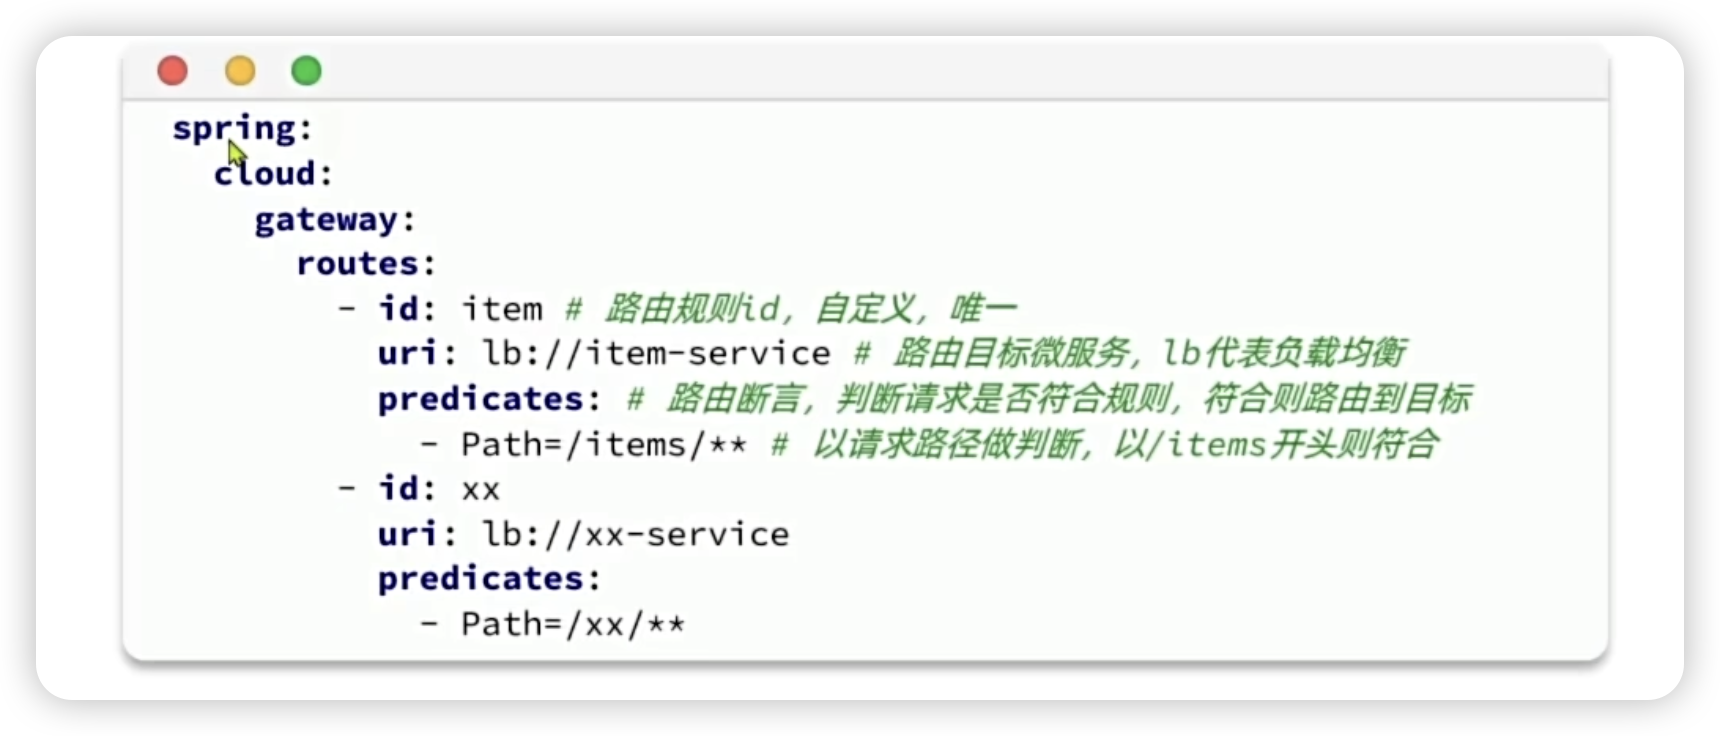 spring:
  cloud:
    gateway:
      routes:
        - id: item # 路由规则id，自定义，唯一
          uri: lb://item-service # 路由目标微服务，lb代表负载均衡
          predicates: # 路由断言，判断请求是否符合规则，符合则路由到目标
            - Path=/items/** # 以请求路径做判断，以/items开头则符合
        - id: xx
          uri: lb://xx-service
          predicates:
            - Path=/xx/**